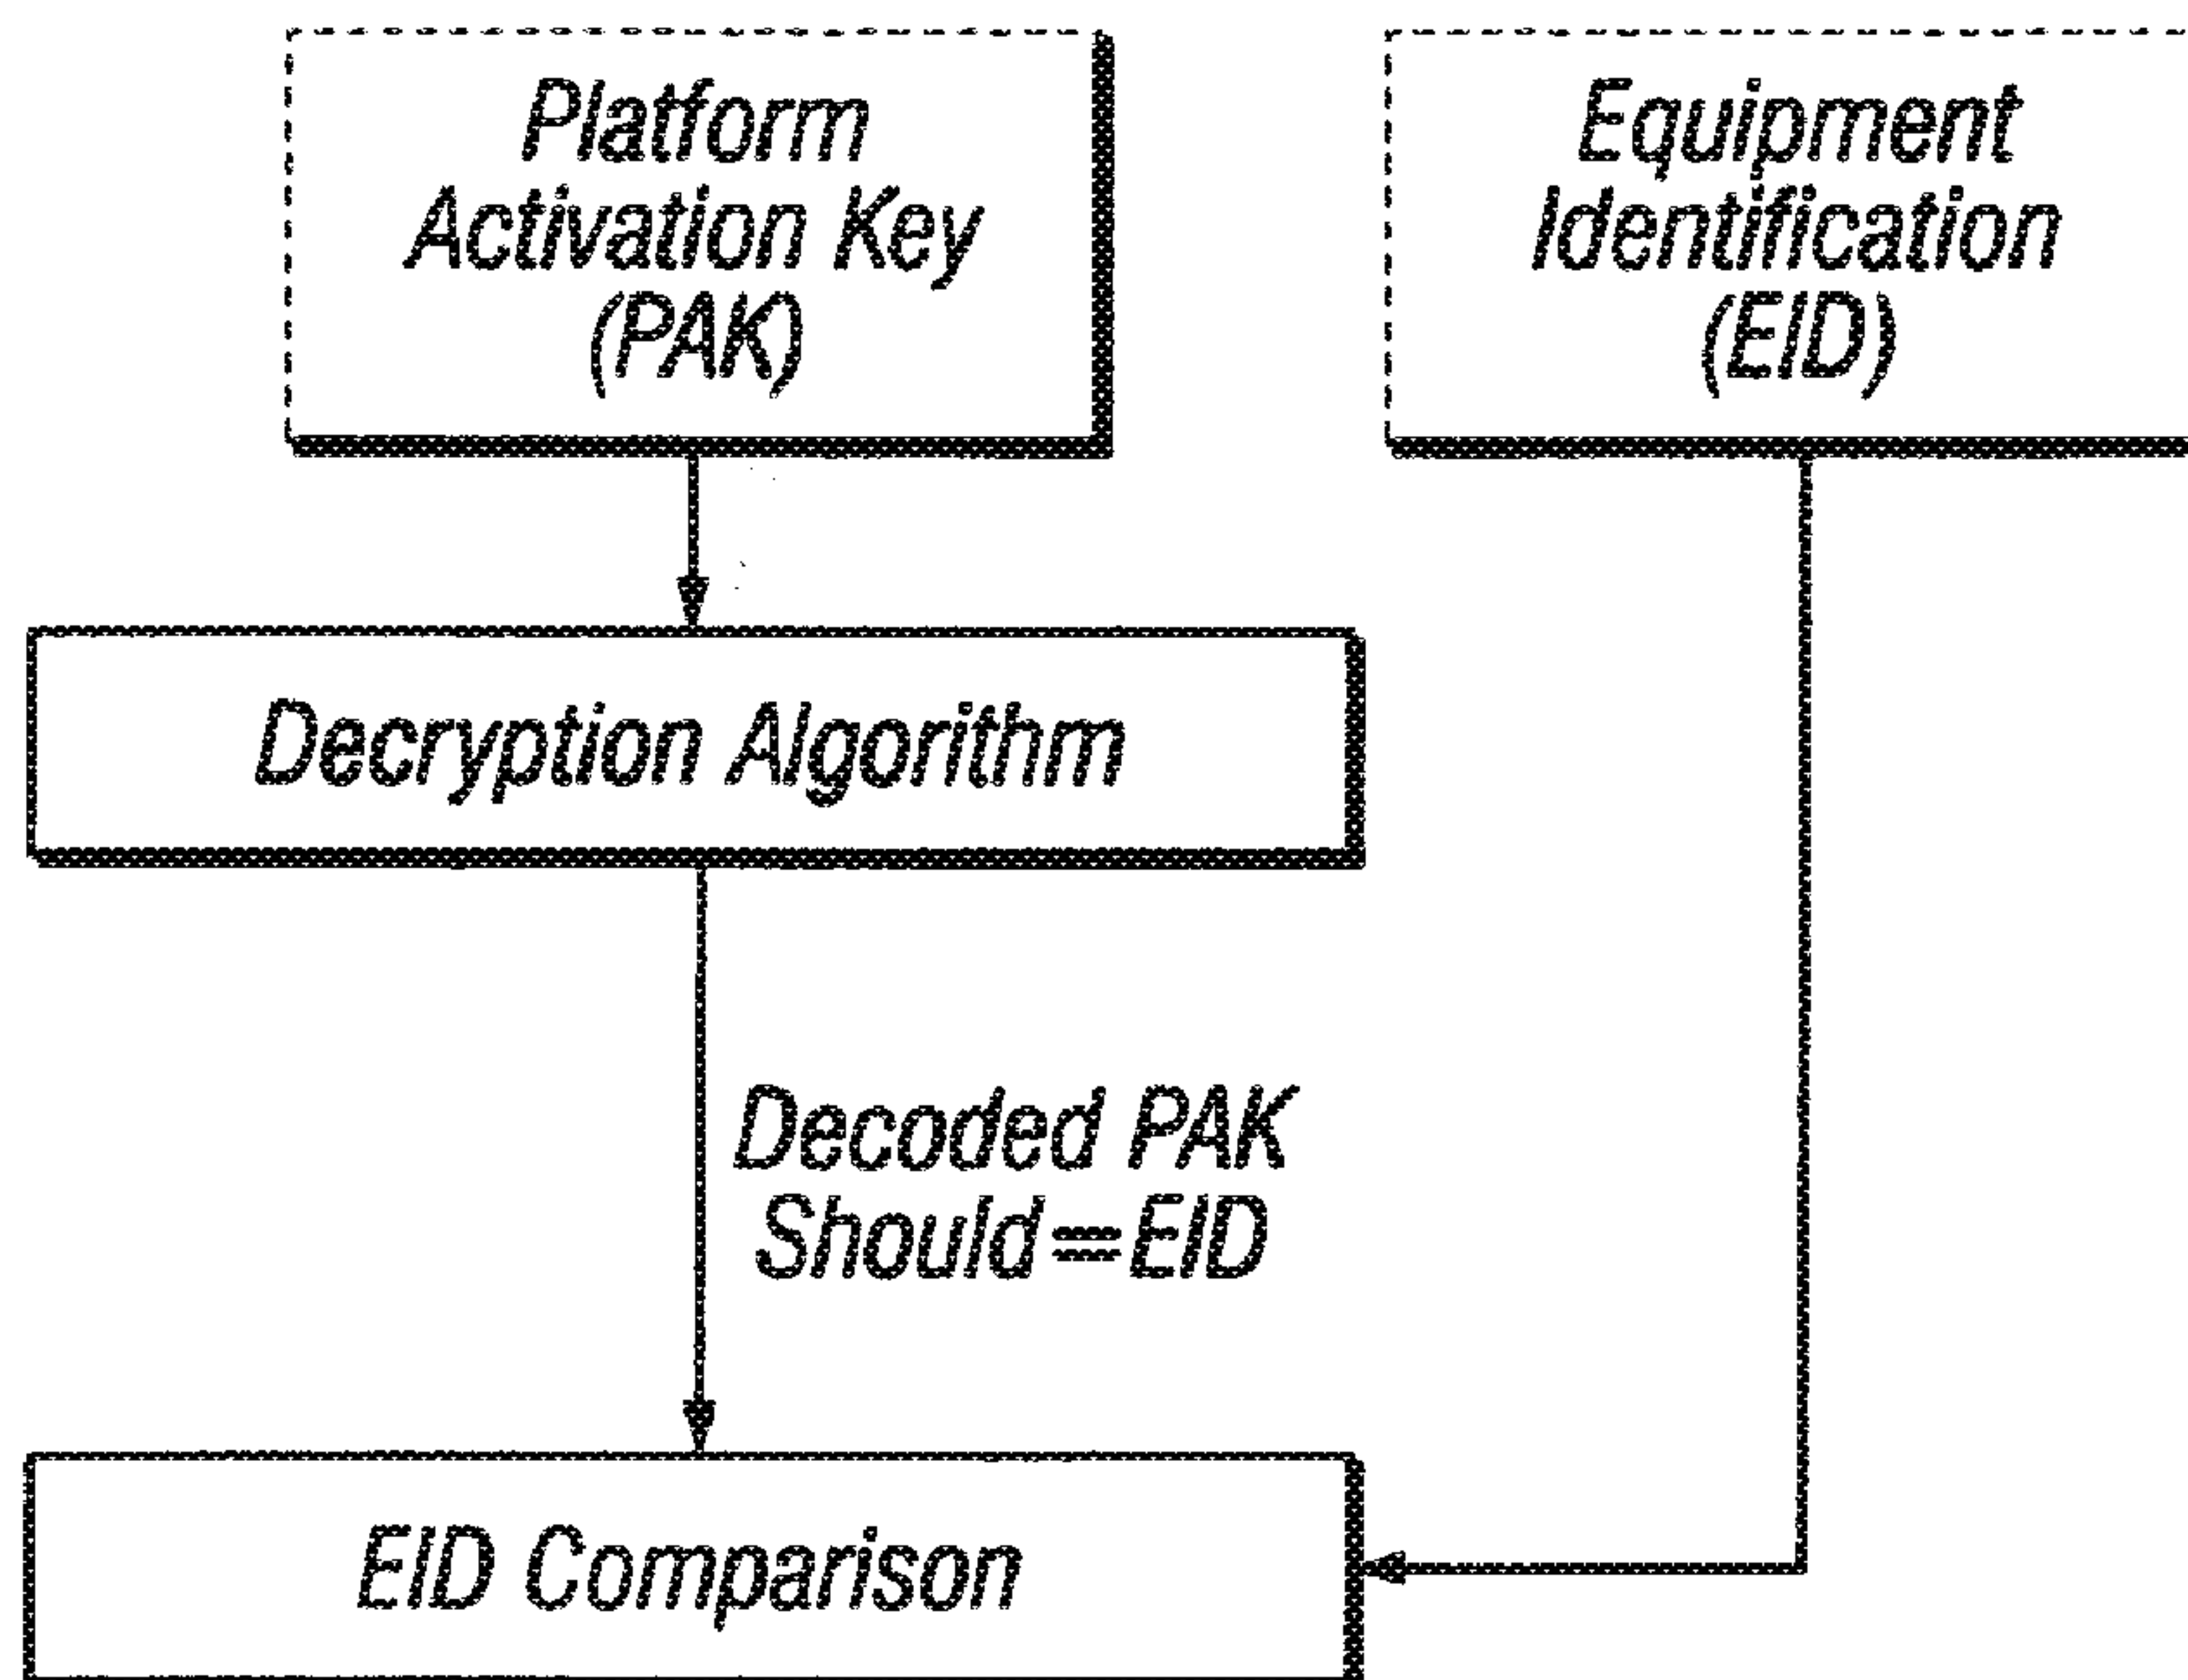 Platform
Activation Key
(PAK)
Equipment
Identification
(EID)
Decryption Algorithm
Decoded PAK
Should=EID
EID Comparison